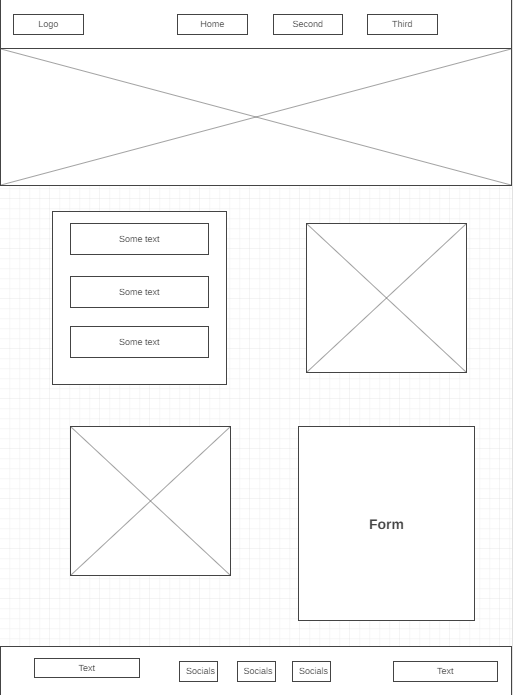 Logo
Home
Second
Third
Some text
Some text
Some text
Form
Text
Socials
Socials
Socials
Text